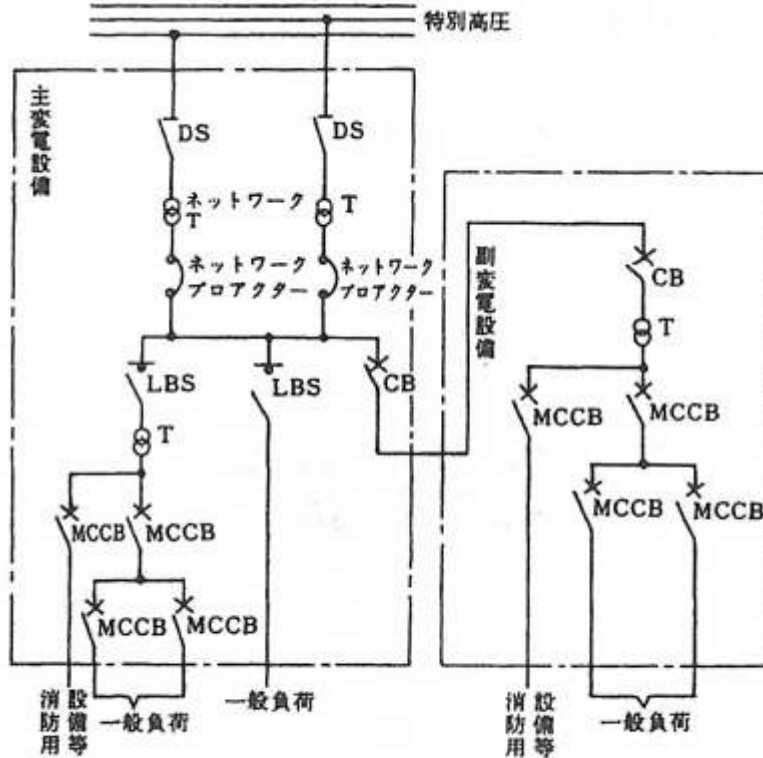 特別高圧
主変電設備
DS
DS
ネットワーク
T
T
ネットワーク
プロアクター
ネットワーク
プロアクター
副変電設備
CB
T
LBS
LBS
CB
T
MCCB
MCCB
MCCB
MCCB
MCCB
MCCB
MCCB
MCCB
消防用
設備等
一般負荷
一般負荷
消防用
設備等
一般負荷